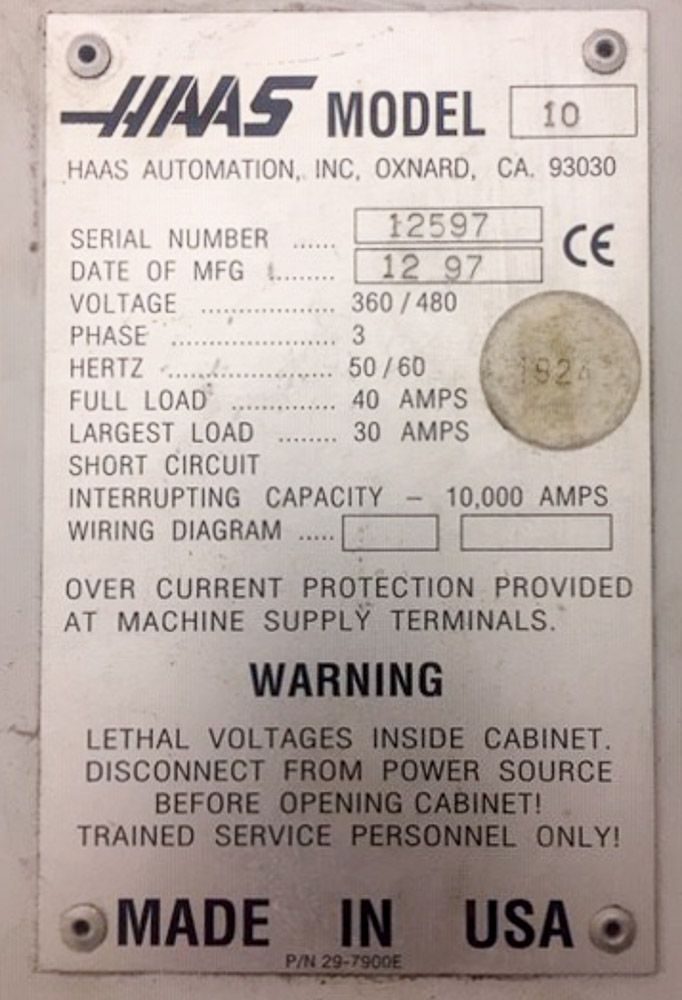 HAAS MODEL 10
HAAS AUTOMATION, INC, OXNARD, CA. 93030
SERIAL NUMBER ...... 12597
DATE OF MFG ........ 12 97
CE
VOLTAGE .................. 360 / 480
PHASE ...................... 3
HERTZ ...................... 50 / 60
FULL LOAD .............. 40 AMPS
LARGEST LOAD ........ 30 AMPS
SHORT CIRCUIT
INTERRUPTING CAPACITY – 10,000 AMPS
WIRING DIAGRAM .....
OVER CURRENT PROTECTION PROVIDED
AT MACHINE SUPPLY TERMINALS.
WARNING
LETHAL VOLTAGES INSIDE CABINET.
DISCONNECT FROM POWER SOURCE
BEFORE OPENING CABINET!
TRAINED SERVICE PERSONNEL ONLY!
MADE IN USA
P/N 29-7900E